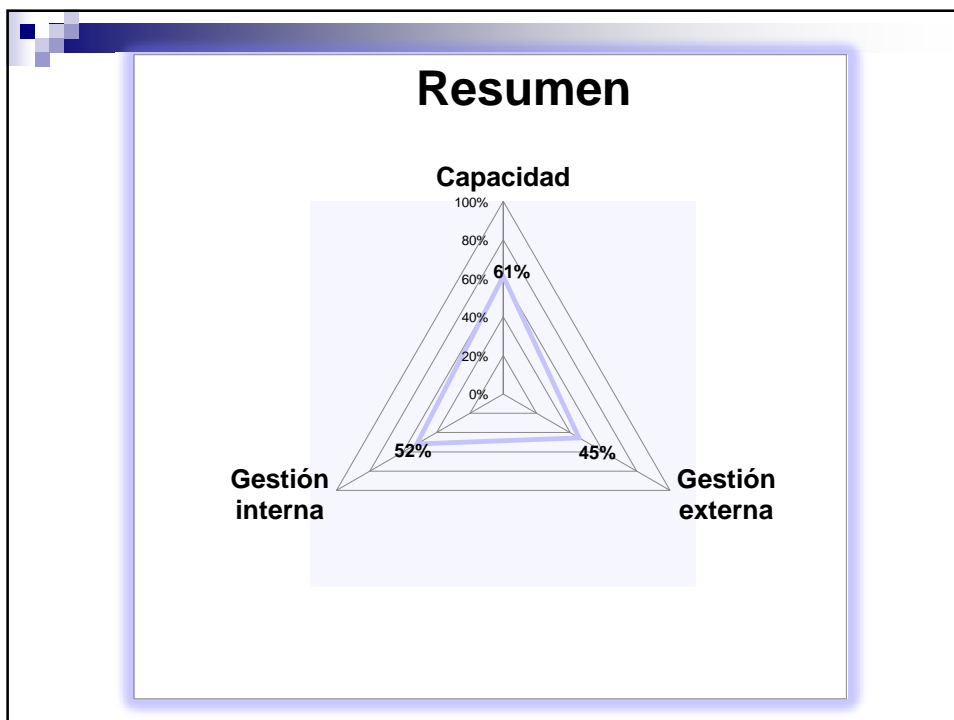 Resumen
Capacidad
100%
80%
61%
60%
40%
20%
0%
52%
45%
Gestión
interna
Gestión
externa